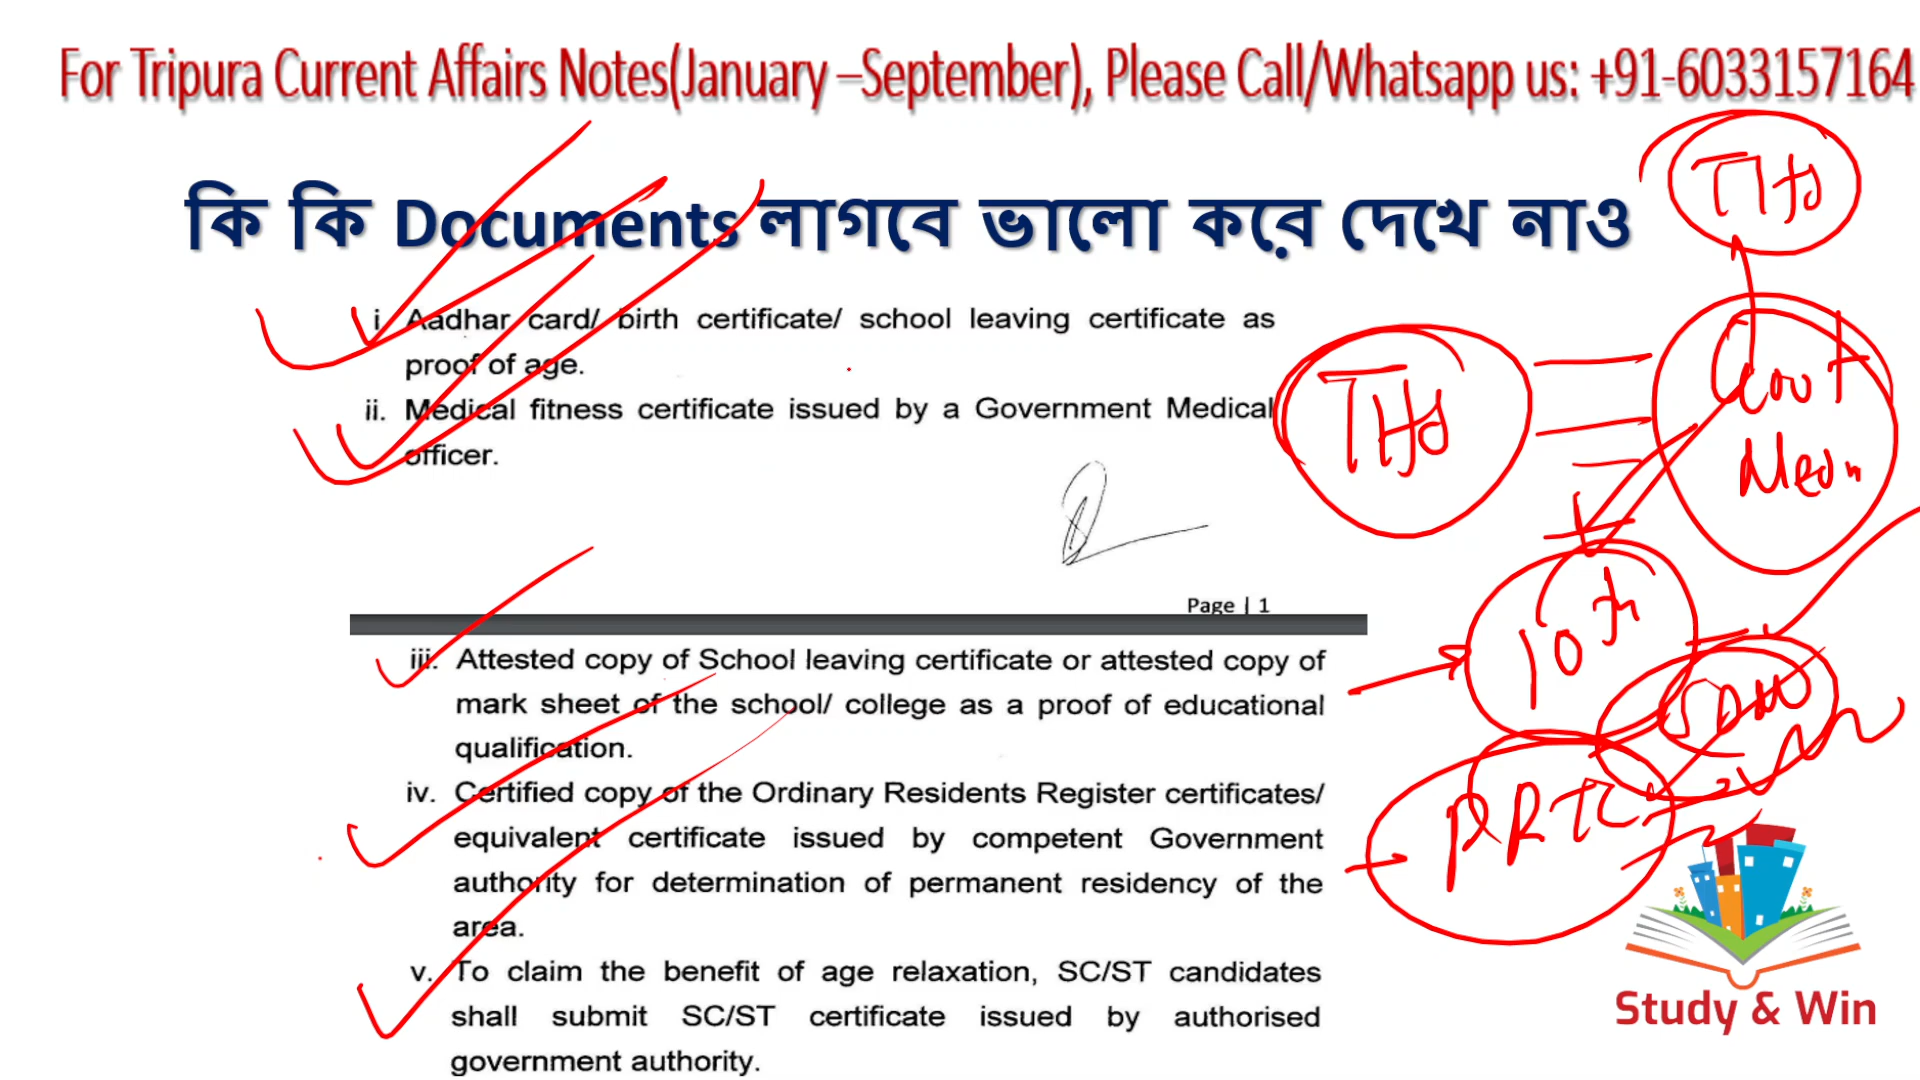 For Tripura Current Affairs Notes(January –September), Please Call/Whatsapp us: +91-6033157164
কি কি Documents লাগবে ভালো করে দেখে নাও
i Aadhar card/ birth certificate/ school leaving certificate as
proof of age.
ii. Medical fitness certificate issued by a Government Medical
officer.
Page | 1
iii. Attested copy of School leaving certificate or attested copy of
mark sheet of the school/ college as a proof of educational
qualification.
iv. Certified copy of the Ordinary Residents Register certificates/
equivalent certificate issued by competent Government
authority for determination of permanent residency of the
area.
v. To claim the benefit of age relaxation, SC/ST candidates
shall submit SC/ST certificate issued by authorised
government authority.
10th
PRTC
SDM
Study & Win